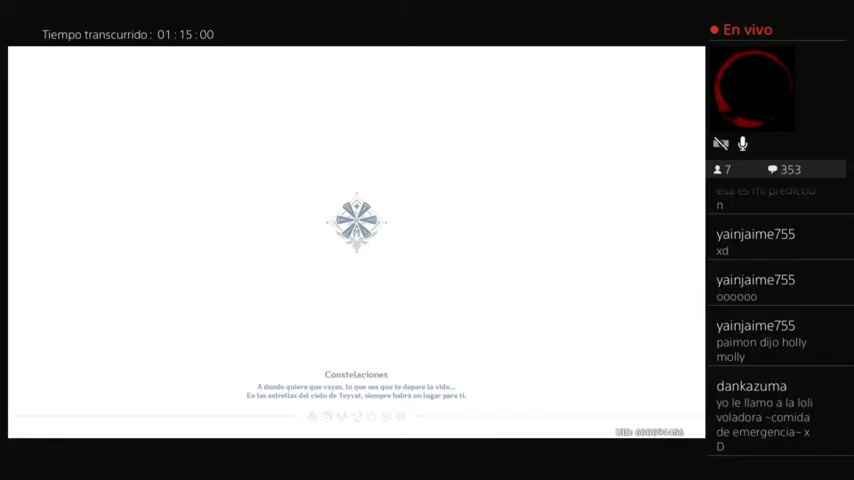 Tiempo transcurrido: 01:15:00
En vivo
7 353
esa es mi prediccio
n
yainjaime755
xd
yainjaime755
oooooo
yainjaime755
paimon dijo holly
molly
dankazuma
yo le llamo a la loli
voladora ~comida
de emergencia~ x
D
Constelaciones
A donde quiera que vayas, lo que sea que te depare la vida...
En las estrellas del cielo de Teyvat, siempre habrá un lugar para ti.
UID: 600094456